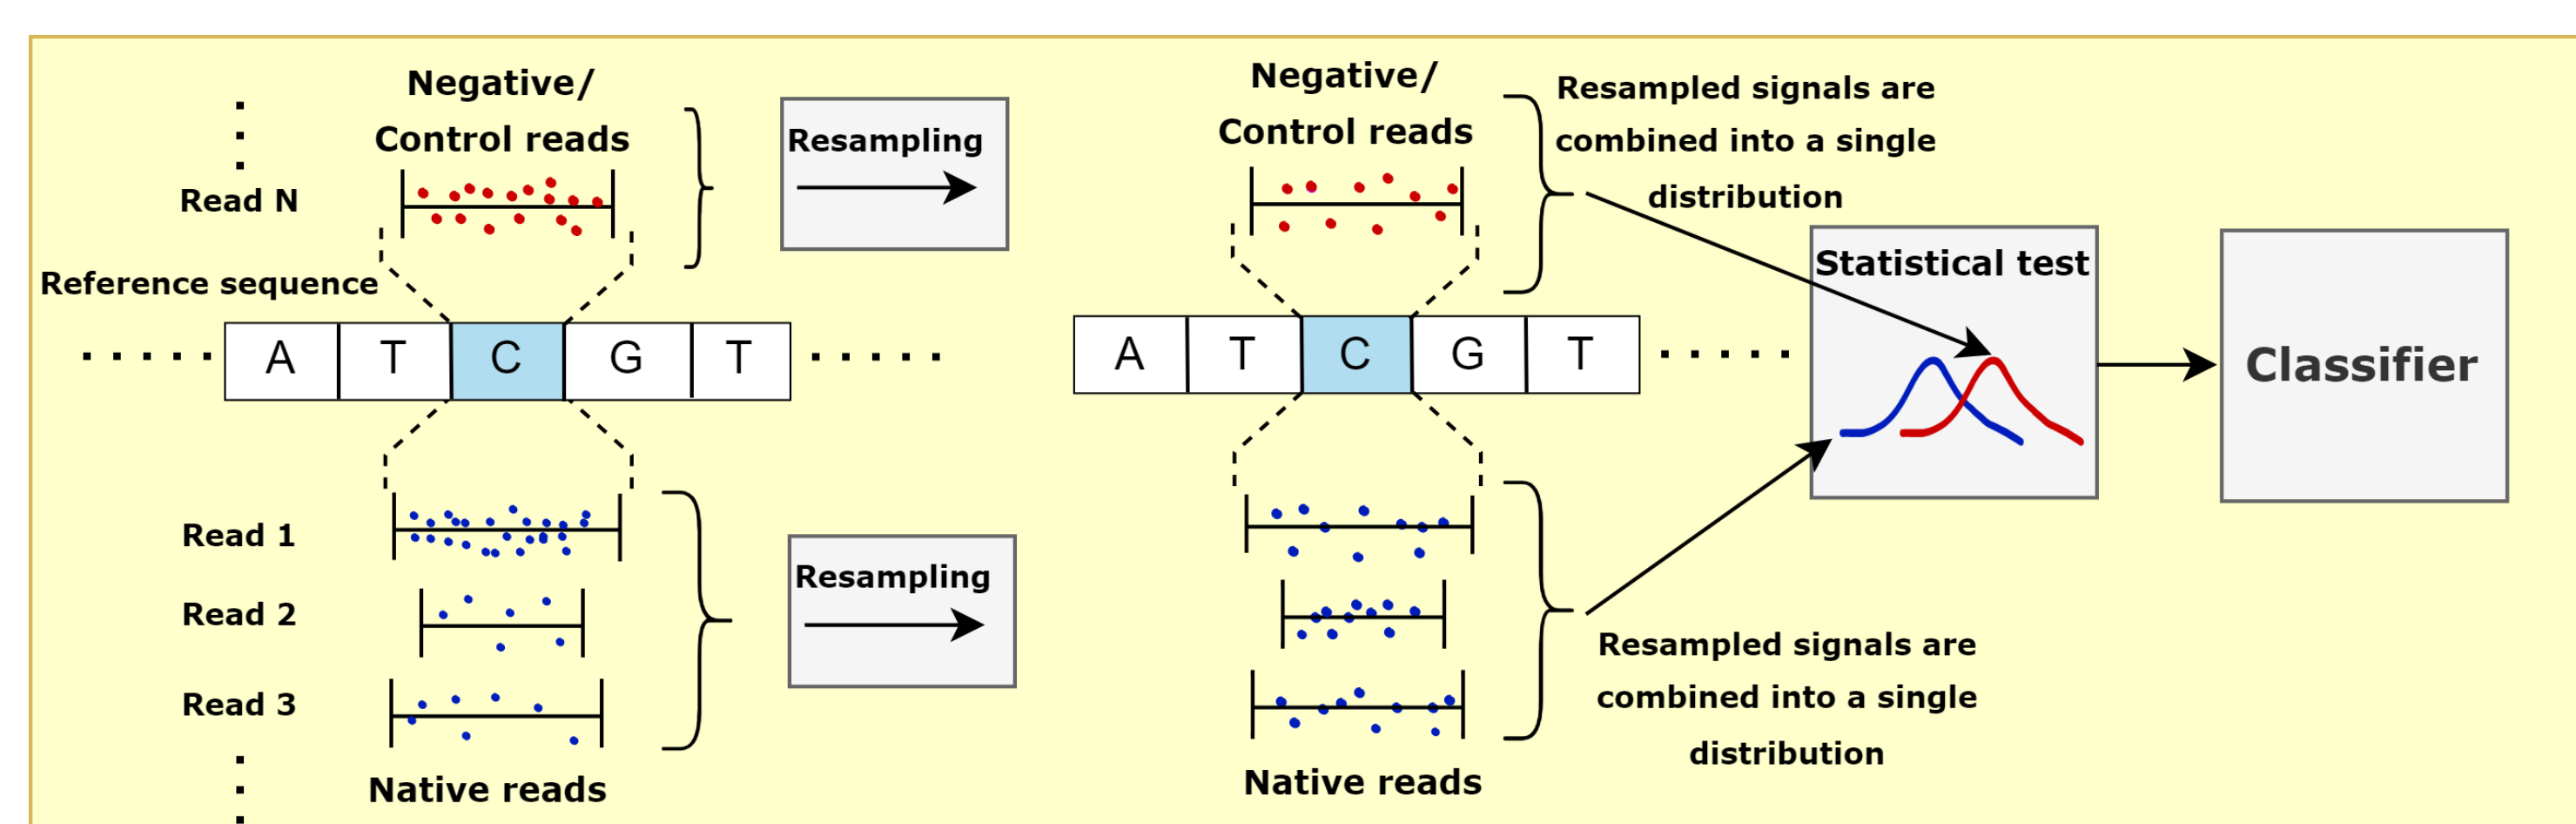 Negative/
Control reads
Read N
Reference sequence
A T C G T
Read 1
Read 2
Read 3
Native reads
Resampling
Resampling
Negative/
Control reads
A T C G T
Native reads
Resampled signals are
combined into a single
distribution
Resampled signals are
combined into a single
distribution
Statistical test
Classifier